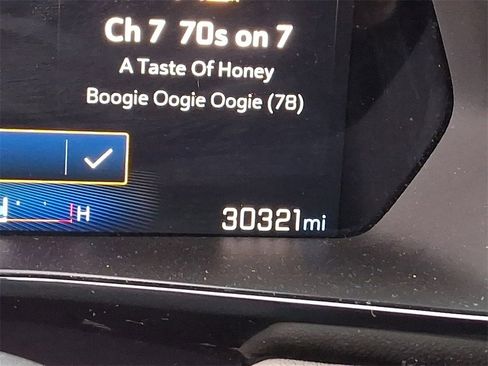 Ch 7 70s on 7
A Taste Of Honey
Boogie Oogie Oogie (78)
H
30321mi